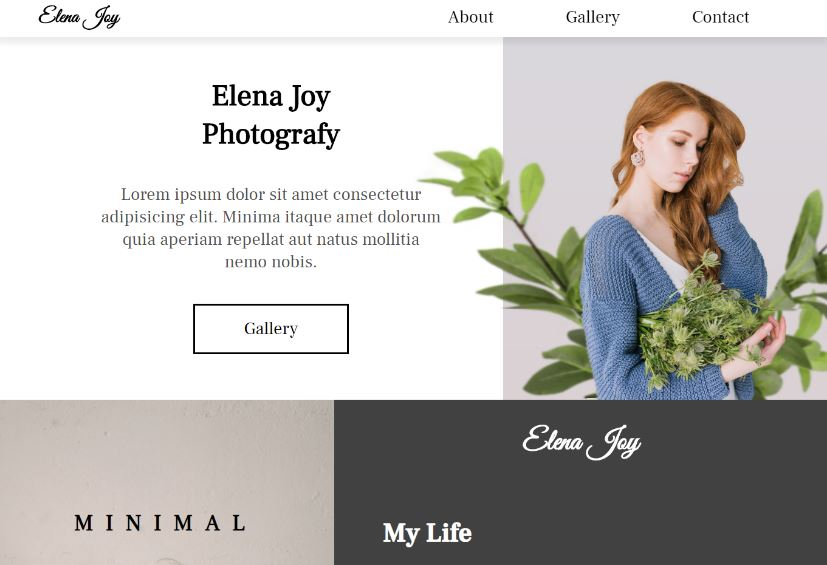 Elena Joy
About
Gallery
Contact
Elena Joy
Photografy
Lorem ipsum dolor sit amet consectetur
adipisicing elit. Minima itaque amet dolorum
quia aperiam repellat aut natus mollitia
nemo nobis.
Gallery
MINIMAL
Elena Joy
My Life